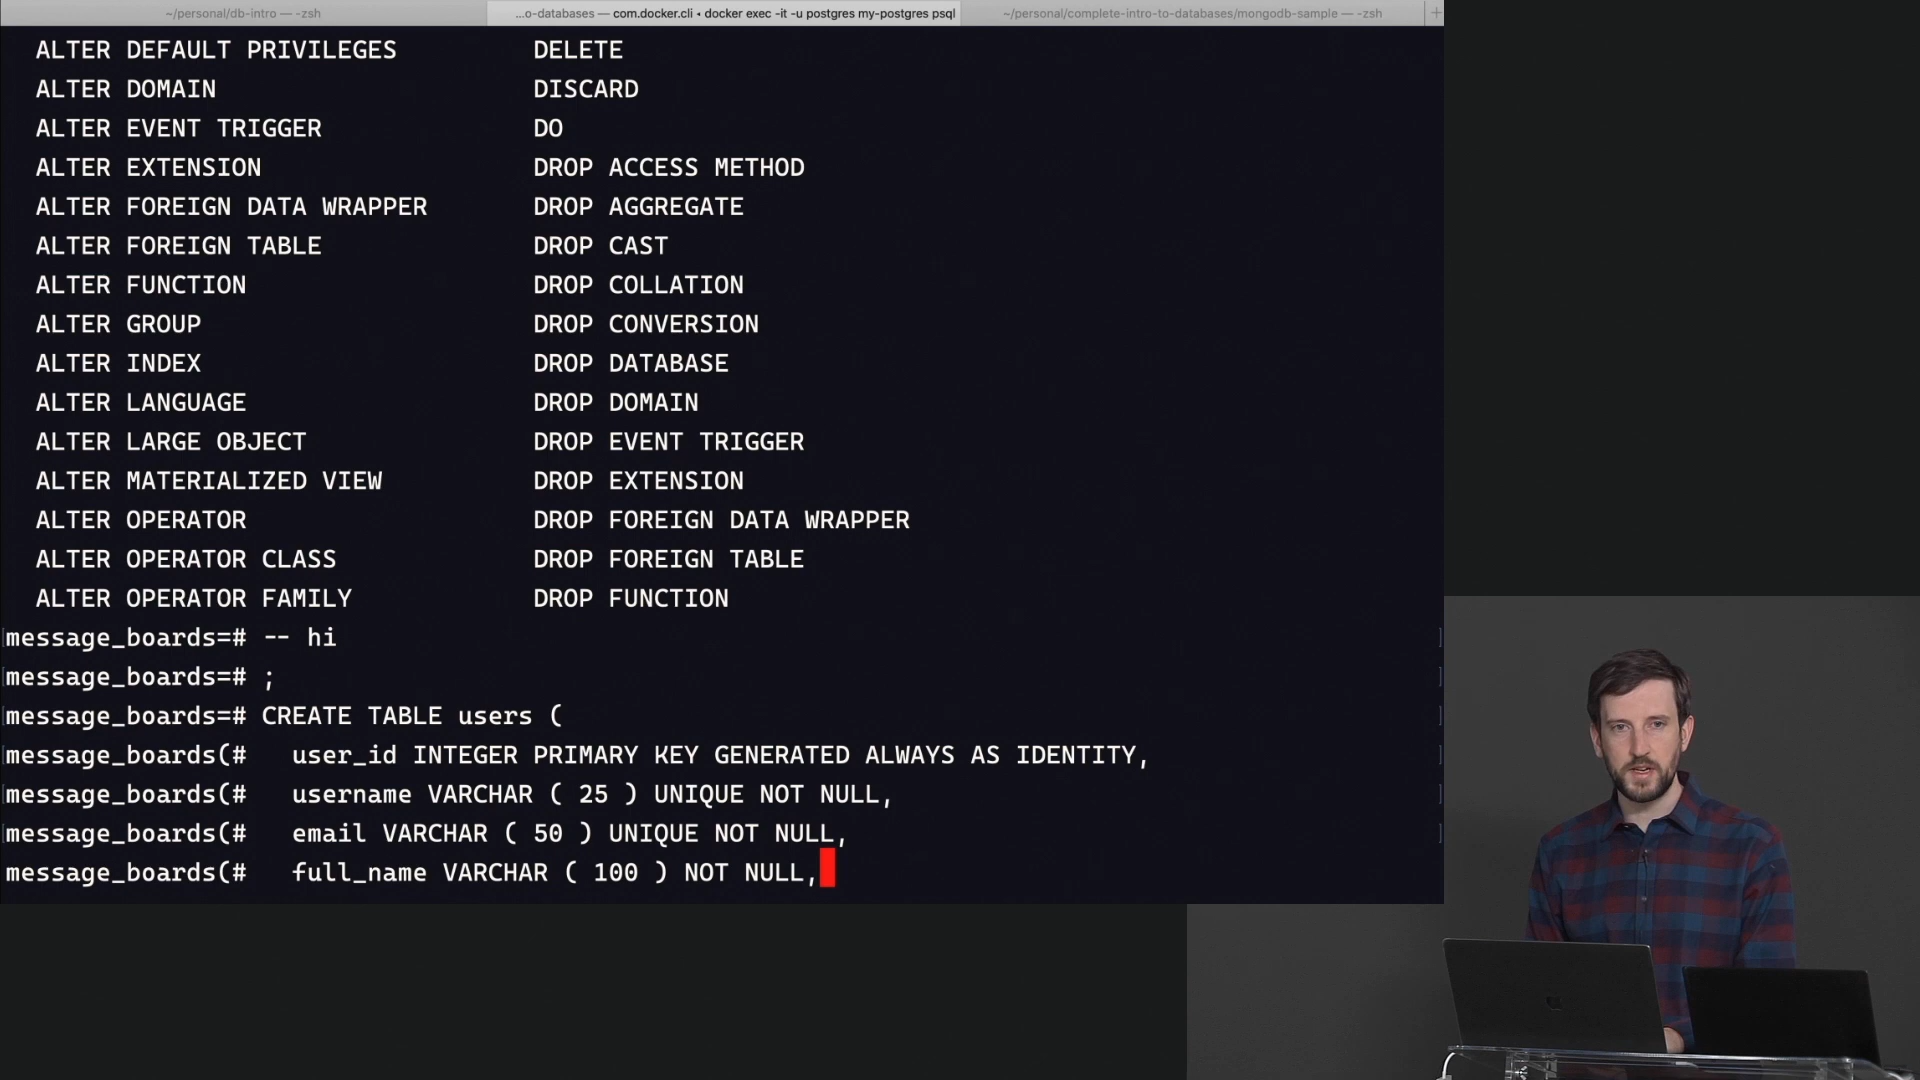 ~/personal/db-intro — -zsh
...o-databases — com.docker.cli • docker exec -it -u postgres my-postgres psql
~/personal/complete-intro-to-databases/mongodb-sample — -zsh
+
ALTER DEFAULT PRIVILEGES DELETE
ALTER DOMAIN DISCARD
ALTER EVENT TRIGGER DO
ALTER EXTENSION DROP ACCESS METHOD
ALTER FOREIGN DATA WRAPPER DROP AGGREGATE
ALTER FOREIGN TABLE DROP CAST
ALTER FUNCTION DROP COLLATION
ALTER GROUP DROP CONVERSION
ALTER INDEX DROP DATABASE
ALTER LANGUAGE DROP DOMAIN
ALTER LARGE OBJECT DROP EVENT TRIGGER
ALTER MATERIALIZED VIEW DROP EXTENSION
ALTER OPERATOR DROP FOREIGN DATA WRAPPER
ALTER OPERATOR CLASS DROP FOREIGN TABLE
ALTER OPERATOR FAMILY DROP FUNCTION
message_boards=# -- hi
message_boards=# ;
message_boards=# CREATE TABLE users (
message_boards(#   user_id INTEGER PRIMARY KEY GENERATED ALWAYS AS IDENTITY,
message_boards(#   username VARCHAR ( 25 ) UNIQUE NOT NULL,
message_boards(#   email VARCHAR ( 50 ) UNIQUE NOT NULL,
message_boards(#   full_name VARCHAR ( 100 ) NOT NULL,